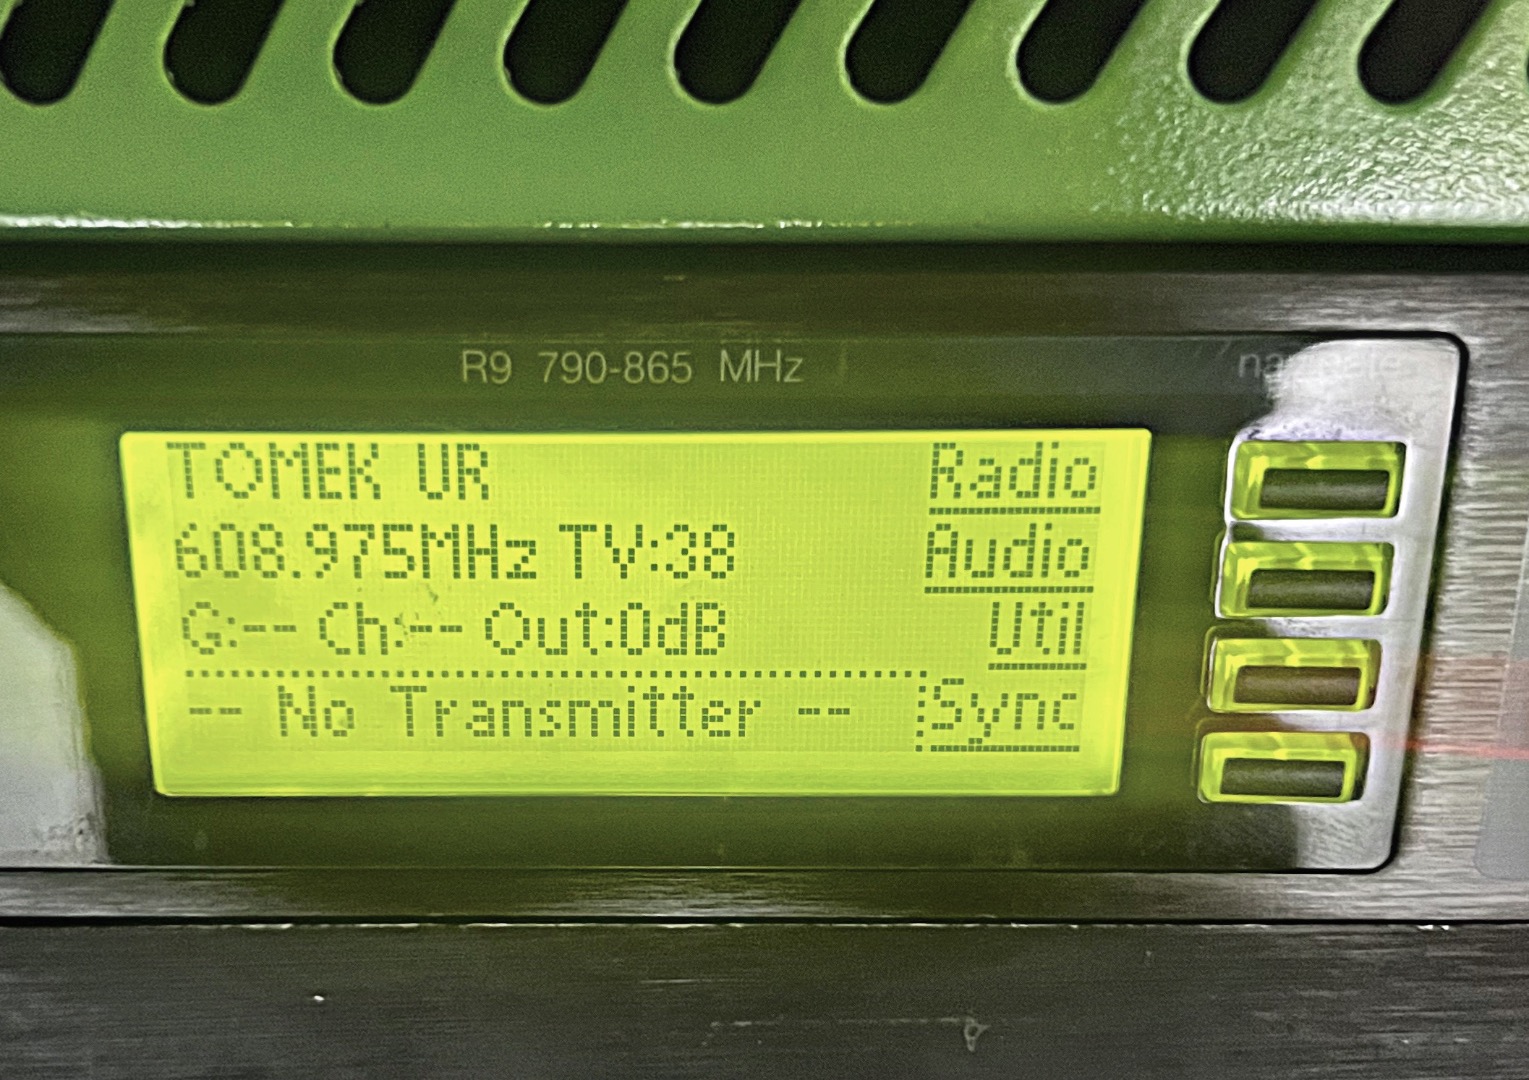 R9 790-865 MHz
navigate
TOMEK UR Radio
608.975MHz TV:38 Audio
G:-- Ch:-- Out:0dB Util
-- No Transmitter -- Sync